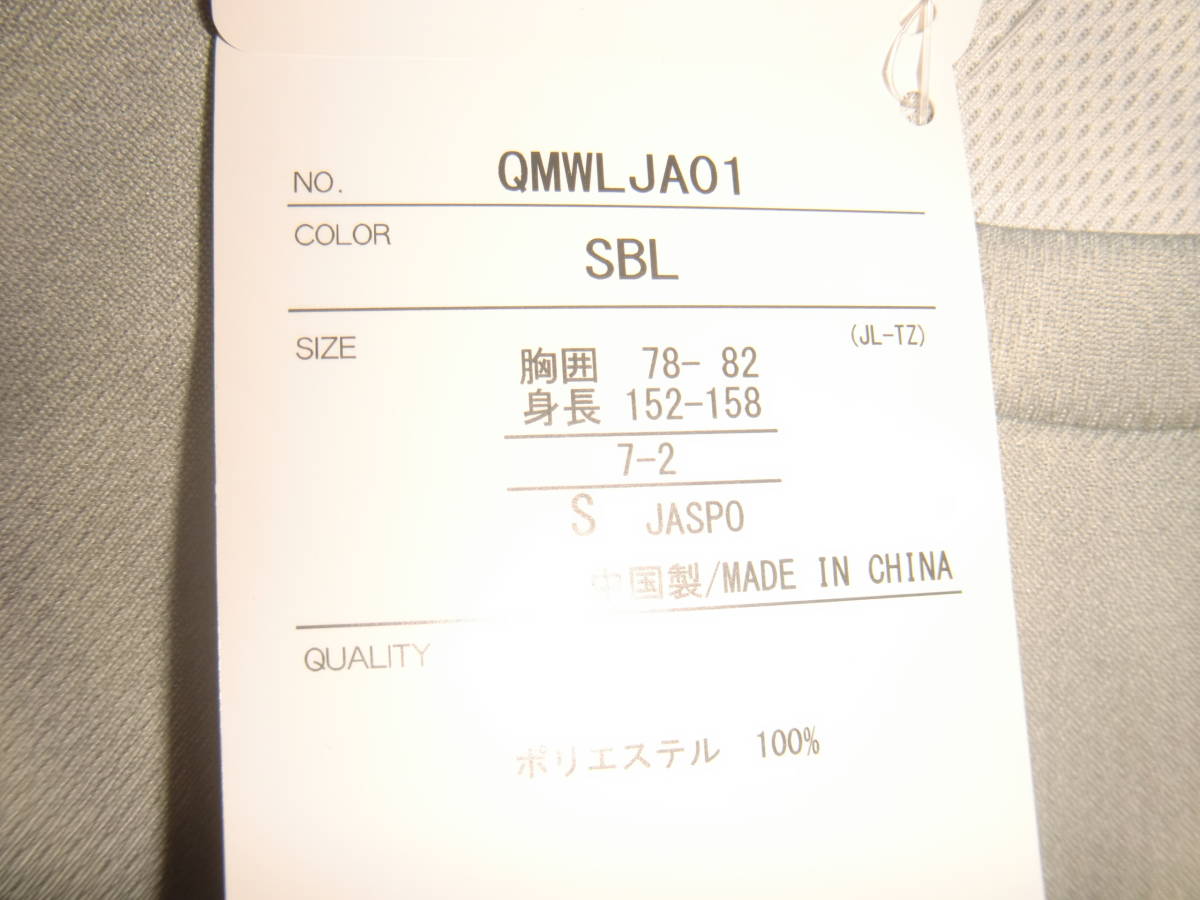 NO. QMWLJA01
COLOR
SBL
SIZE
(JL-TZ)
胸囲 78- 82
身長 152-158
7-2
S JASPO
中国製/MADE IN CHINA
QUALITY
ポリエステル 100%